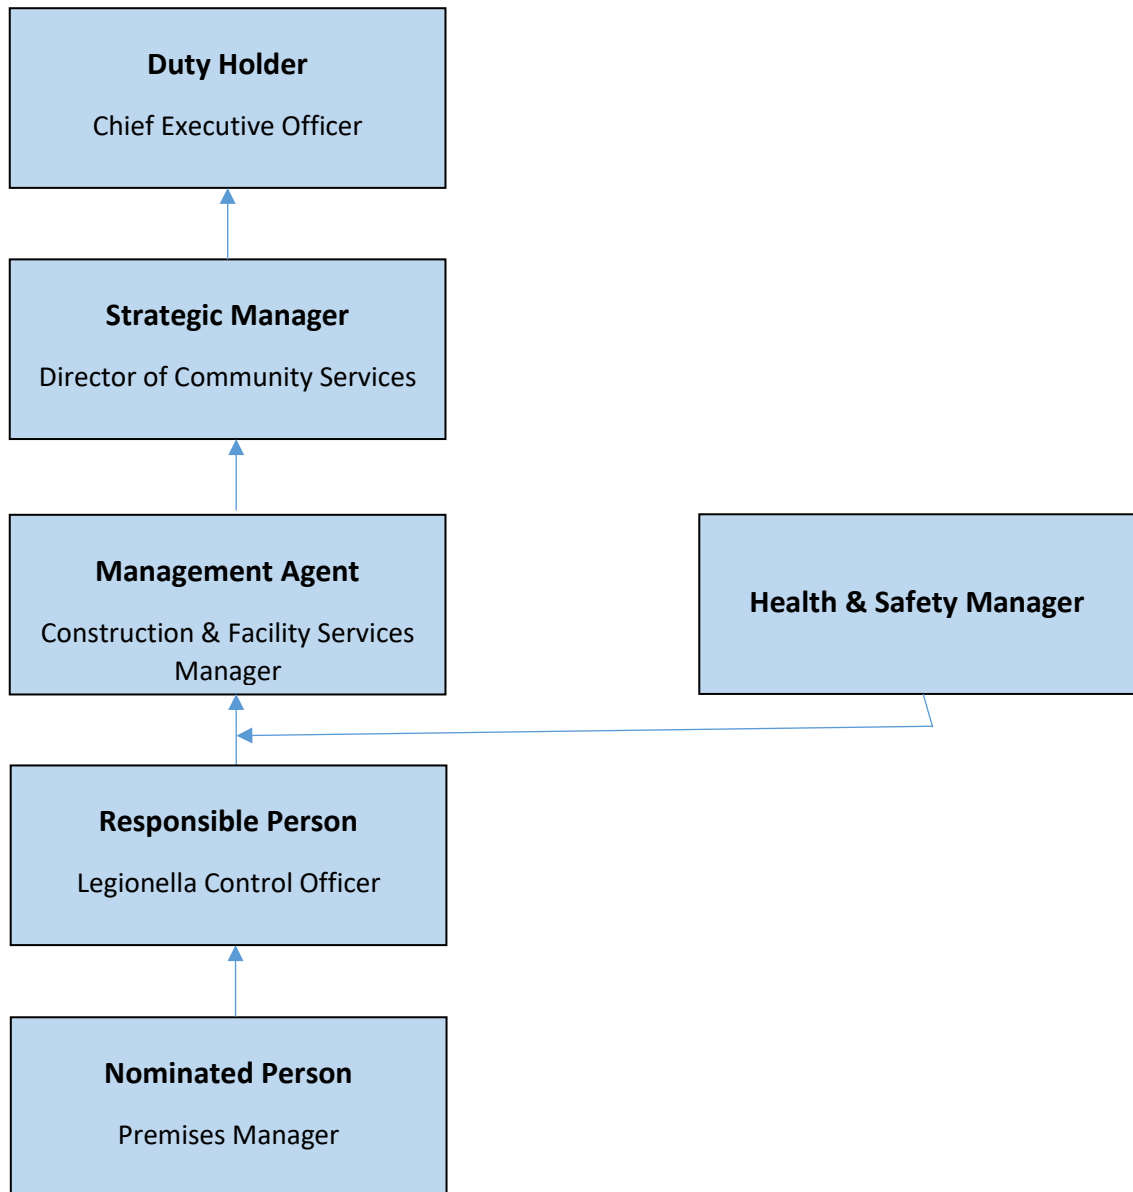 Duty Holder
Chief Executive Officer
Strategic Manager
Director of Community Services
Management Agent
Construction & Facility Services
Manager
Health & Safety Manager
Responsible Person
Legionella Control Officer
Nominated Person
Premises Manager